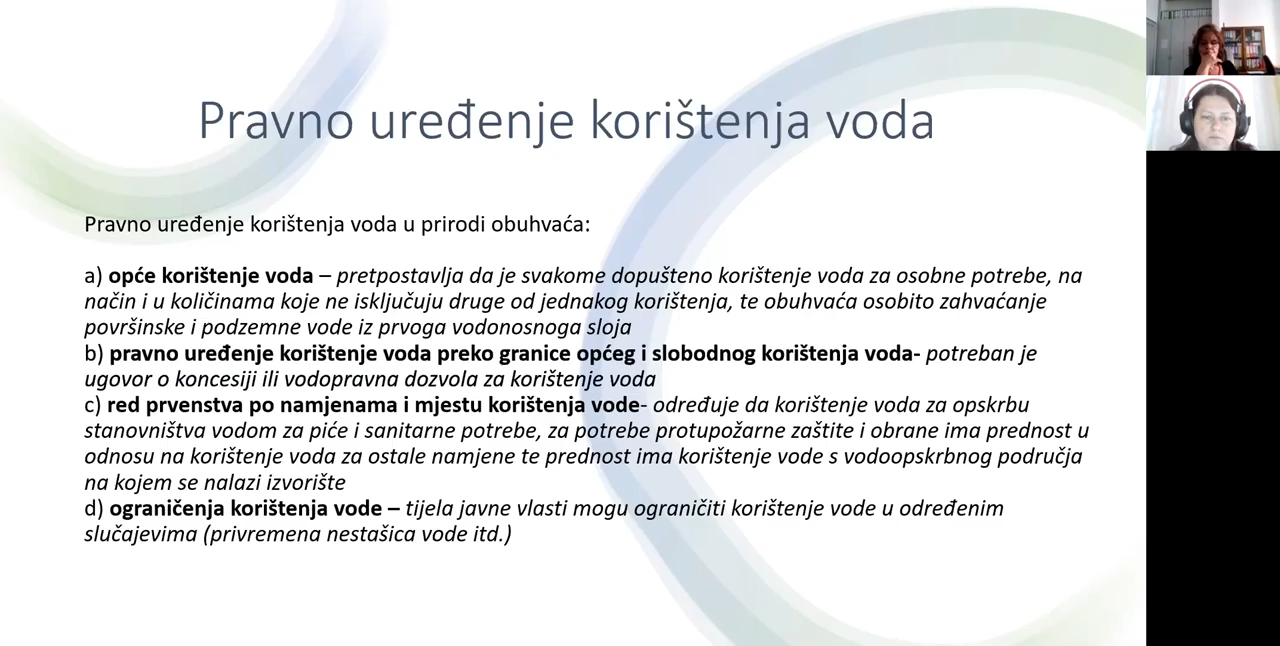 Pravno uređenje korištenja voda
Pravno uređenje korištenja voda u prirodi obuhvaća:
a) opće korištenje voda – pretpostavlja da je svakome dopušteno korištenje voda za osobne potrebe, na
način i u količinama koje ne isključuju druge od jednakog korištenja, te obuhvaća osobito zahvaćanje
površinske i podzemne vode iz prvoga vodonosnoga sloja
b) pravno uređenje korištenje voda preko granice općeg i slobodnog korištenja voda- potreban je
ugovor o koncesiji ili vodopravna dozvola za korištenje voda
c) red prvenstva po namjenama i mjestu korištenja vode- određuje da korištenje voda za opskrbu
stanovništva vodom za piće i sanitarne potrebe, za potrebe protupožarne zaštite i obrane ima prednost u
odnosu na korištenje voda za ostale namjene te prednost ima korištenje vode s vodoopskrbnog područja
na kojem se nalazi izvorište
d) ograničenja korištenja vode – tijela javne vlasti mogu ograničiti korištenje vode u određenim
slučajevima (privremena nestašica vode itd.)